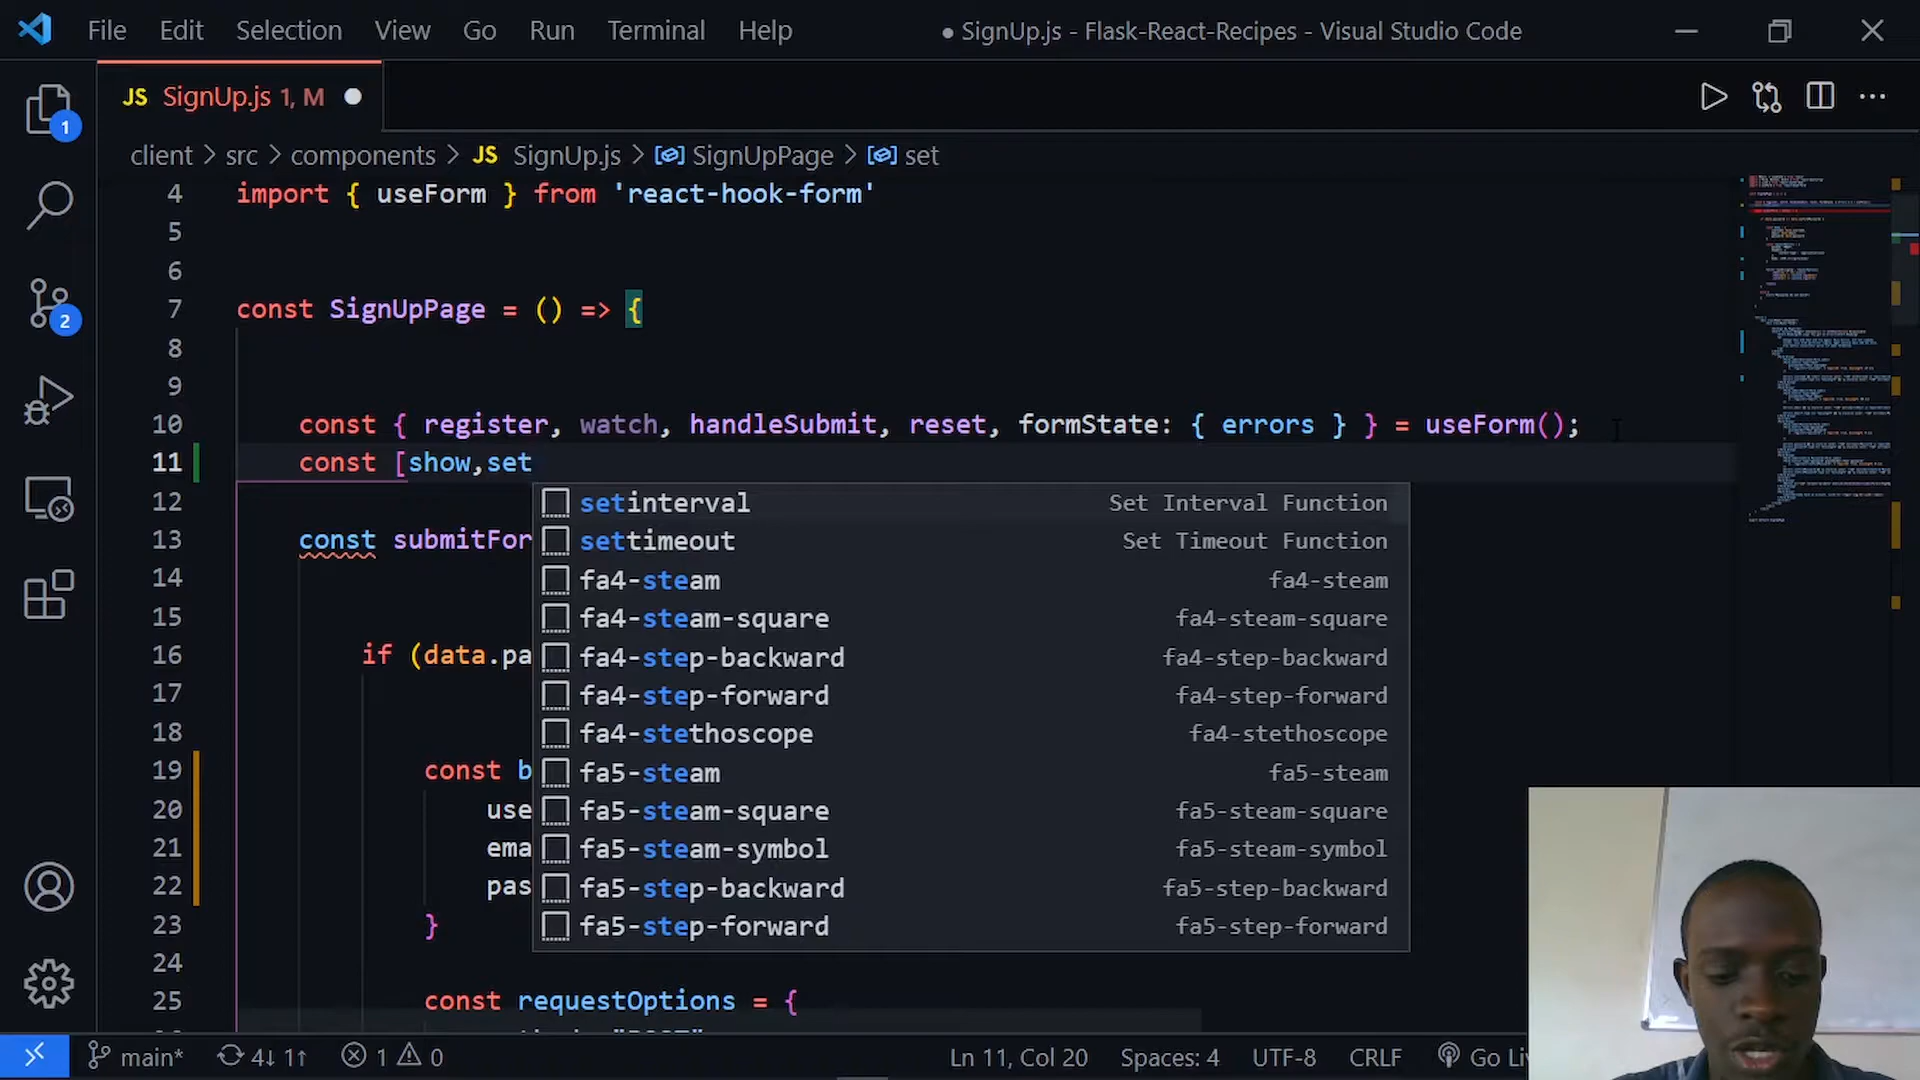 File Edit Selection View Go Run Terminal Help ● SignUp.js - Flask-React-Recipes - Visual Studio Code
JS SignUp.js 1, M
client > src > components > JS SignUp.js > SignUpPage > set
4 import { useForm } from 'react-hook-form'
5
6
7 const SignUpPage = () => {
8
9
10 const { register, watch, handleSubmit, reset, formState: { errors } } = useForm();
11 const [show,set
12 setinterval Set Interval Function
13 const submitFor settimeout Set Timeout Function
14 fa4-steam fa4-steam
15 fa4-steam-square fa4-steam-square
16 if (data.pa fa4-step-backward fa4-step-backward
17 fa4-step-forward fa4-step-forward
18 fa4-stethoscope fa4-stethoscope
19 const b fa5-steam fa5-steam
20 use fa5-steam-square fa5-steam-square
21 ema fa5-steam-symbol fa5-steam-symbol
22 pas fa5-step-backward fa5-step-backward
23 } fa5-step-forward fa5-step-forward
24
25 const requestOptions = {
1
2
main* 4↓ 1↑ 1 0 Ln 11, Col 20 Spaces: 4 UTF-8 CRLF Go